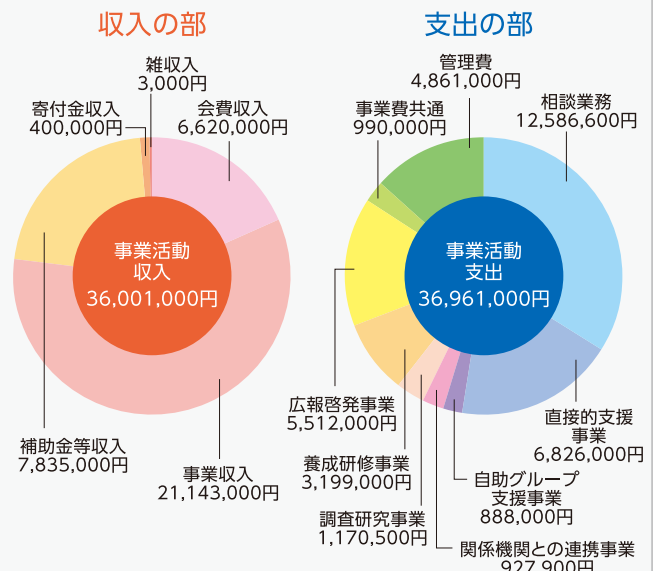 収入の部
雑収入
3,000円
寄付金収入
400,000円
会費収入
6,620,000円
事業活動
収入
36,001,000円
補助金等収入
7,835,000円
事業収入
21,143,000円
支出の部
管理費
4,861,000円
事業費共通
990,000円
相談業務
12,586,600円
事業活動
支出
36,961,000円
広報啓発事業
5,512,000円
養成研修事業
3,199,000円
調査研究事業
1,170,500円
直接的支援
事業
6,826,000円
自助グループ
支援事業
888,000円
関係機関との連携事業
927,900円